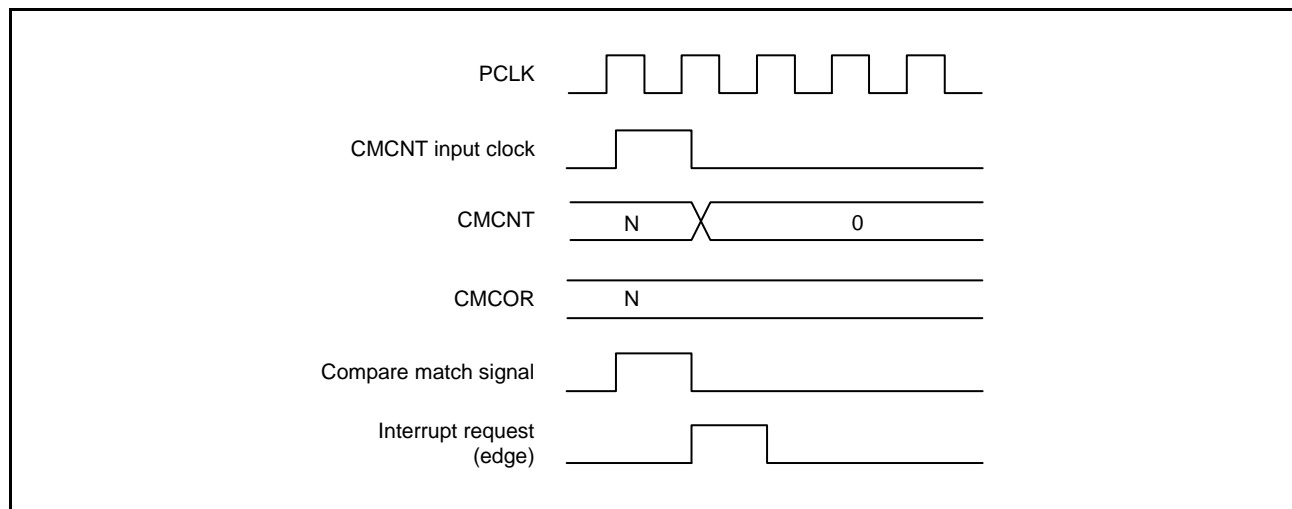 PCLK
CMCNT input clock
CMCNT
N
0
CMCOR
N
Compare match signal
Interrupt request
(edge)